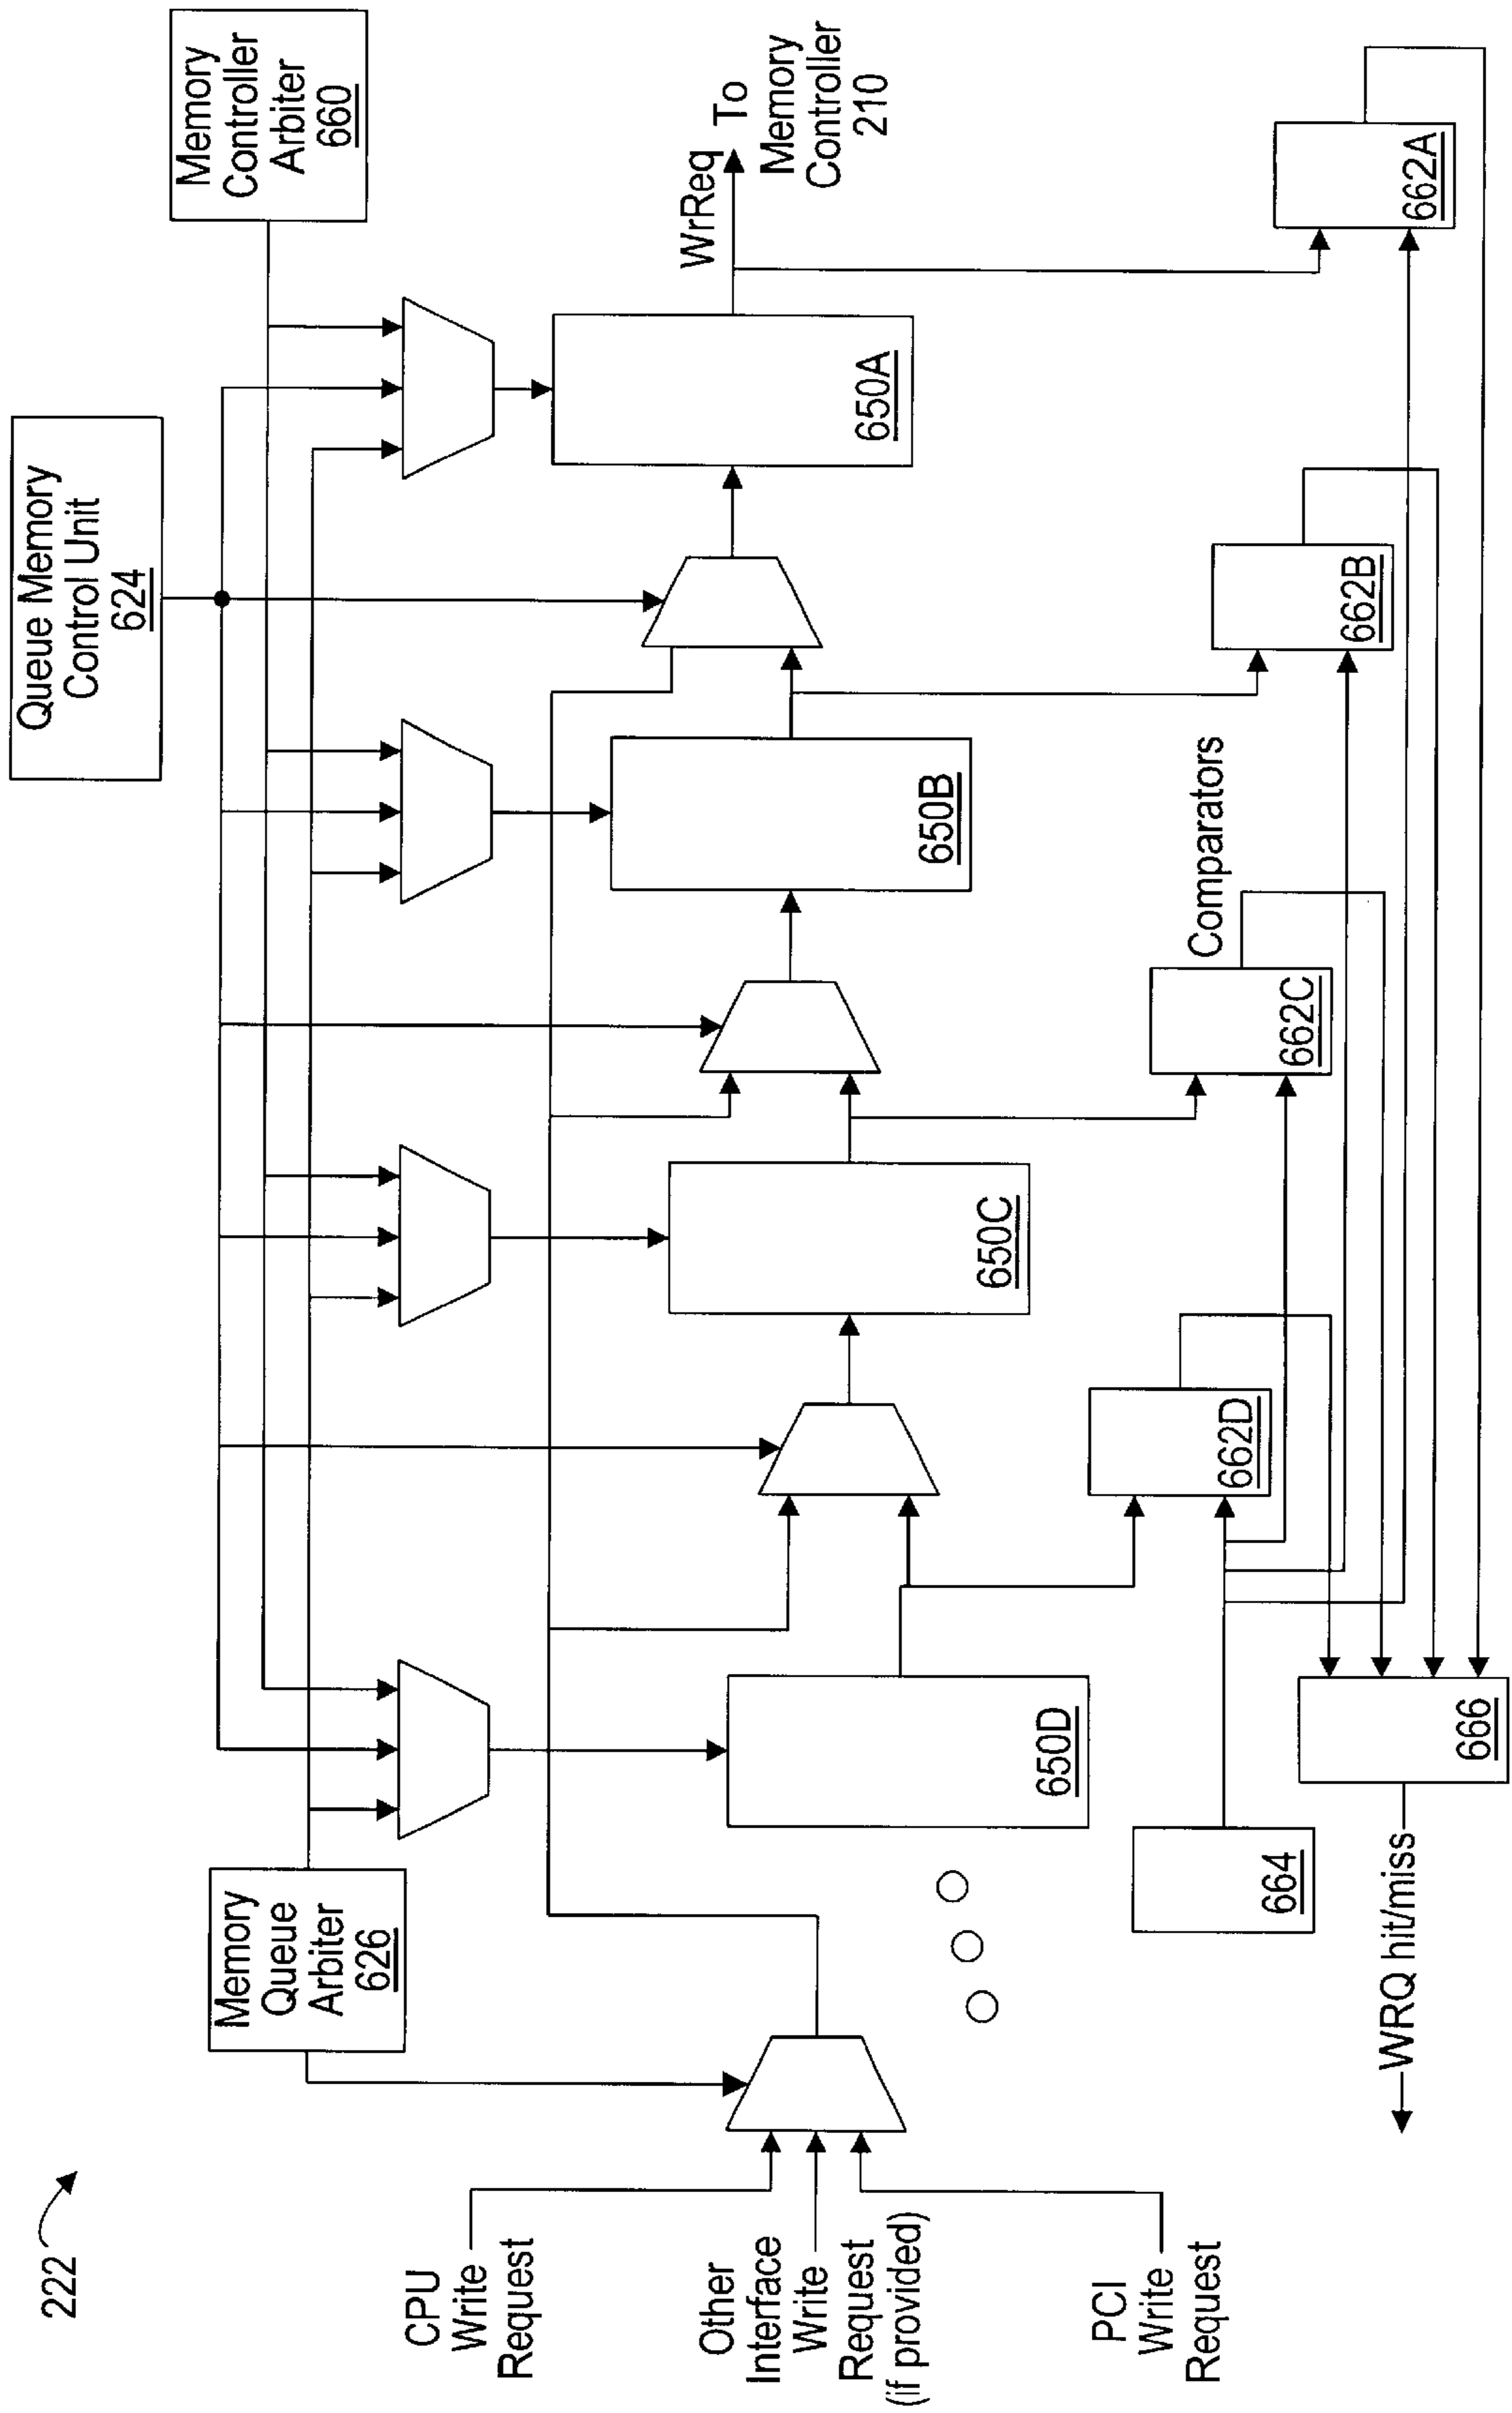 222
Queue Memory
Control Unit
624
Memory
Controller
Arbiter
660
Memory
Queue
Arbiter
626
CPU
Write
Request
Other
Interface
Write
Request
(if provided)
PCI
Write
Request
650D
650C
650B
650A
WrReq
To
Memory
Controller
210
Comparators
662D
662C
662B
662A
664
666
WRQ hit/miss